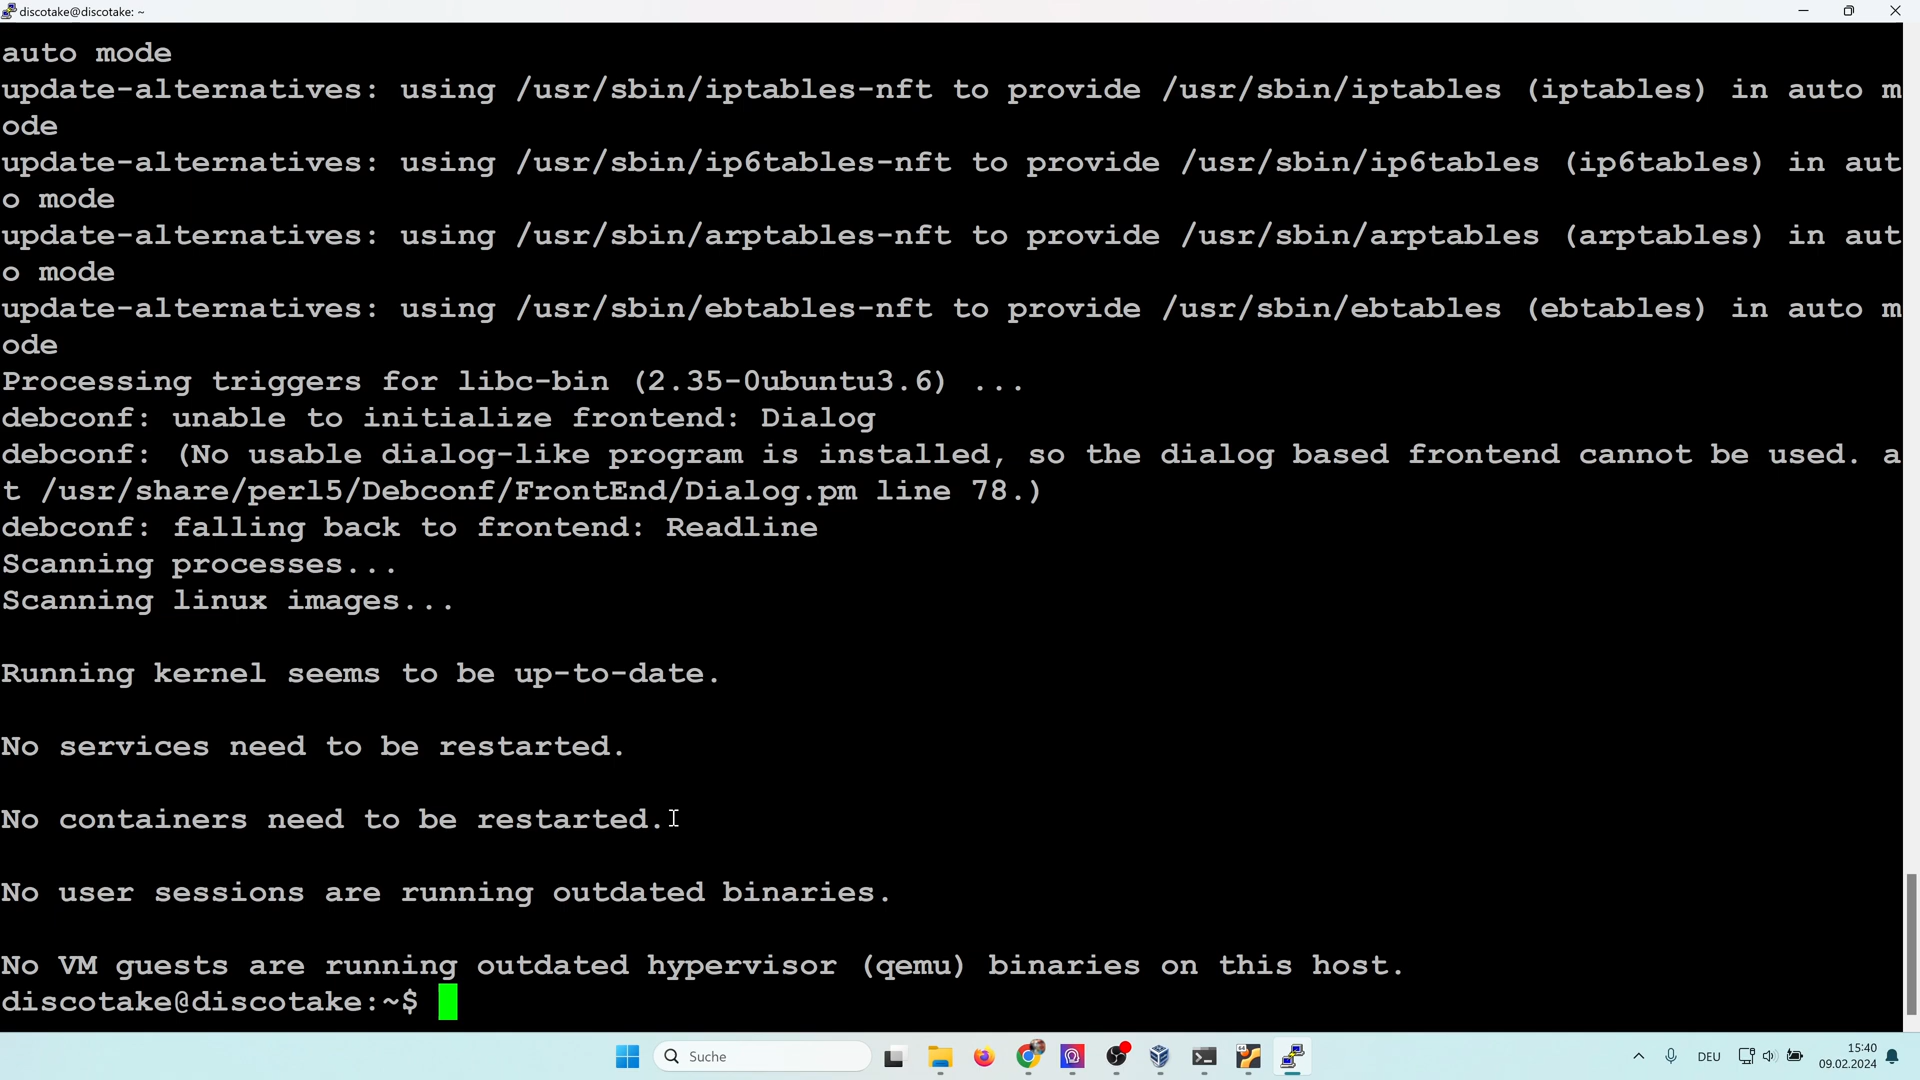 discotake@discotake: ~
auto mode
update-alternatives: using /usr/sbin/iptables-nft to provide /usr/sbin/iptables (iptables) in auto m
ode
update-alternatives: using /usr/sbin/ip6tables-nft to provide /usr/sbin/ip6tables (ip6tables) in aut
o mode
update-alternatives: using /usr/sbin/arptables-nft to provide /usr/sbin/arptables (arptables) in aut
o mode
update-alternatives: using /usr/sbin/ebtables-nft to provide /usr/sbin/ebtables (ebtables) in auto m
ode
Processing triggers for libc-bin (2.35-0ubuntu3.6) ...
debconf: unable to initialize frontend: Dialog
debconf: (No usable dialog-like program is installed, so the dialog based frontend cannot be used. a
t /usr/share/perl5/Debconf/FrontEnd/Dialog.pm line 78.)
debconf: falling back to frontend: Readline
Scanning processes...
Scanning linux images...
Running kernel seems to be up-to-date.
No services need to be restarted.
No containers need to be restarted.
No user sessions are running outdated binaries.
No VM guests are running outdated hypervisor (qemu) binaries on this host.
discotake@discotake:~$
Suche
DEU
15:40
09.02.2024